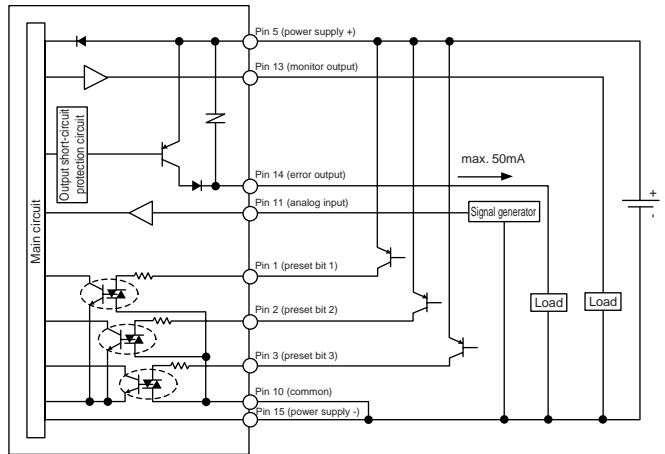 Pin 5 (power supply +)
Pin 13 (monitor output)
Output short-circuit
protection circuit
Main circuit
max. 50mA
Pin 14 (error output)
Pin 11 (analog input)
Signal generator
+
-
Pin 1 (preset bit 1)
Pin 2 (preset bit 2)
Load
Load
Pin 3 (preset bit 3)
Pin 10 (common)
Pin 15 (power supply -)